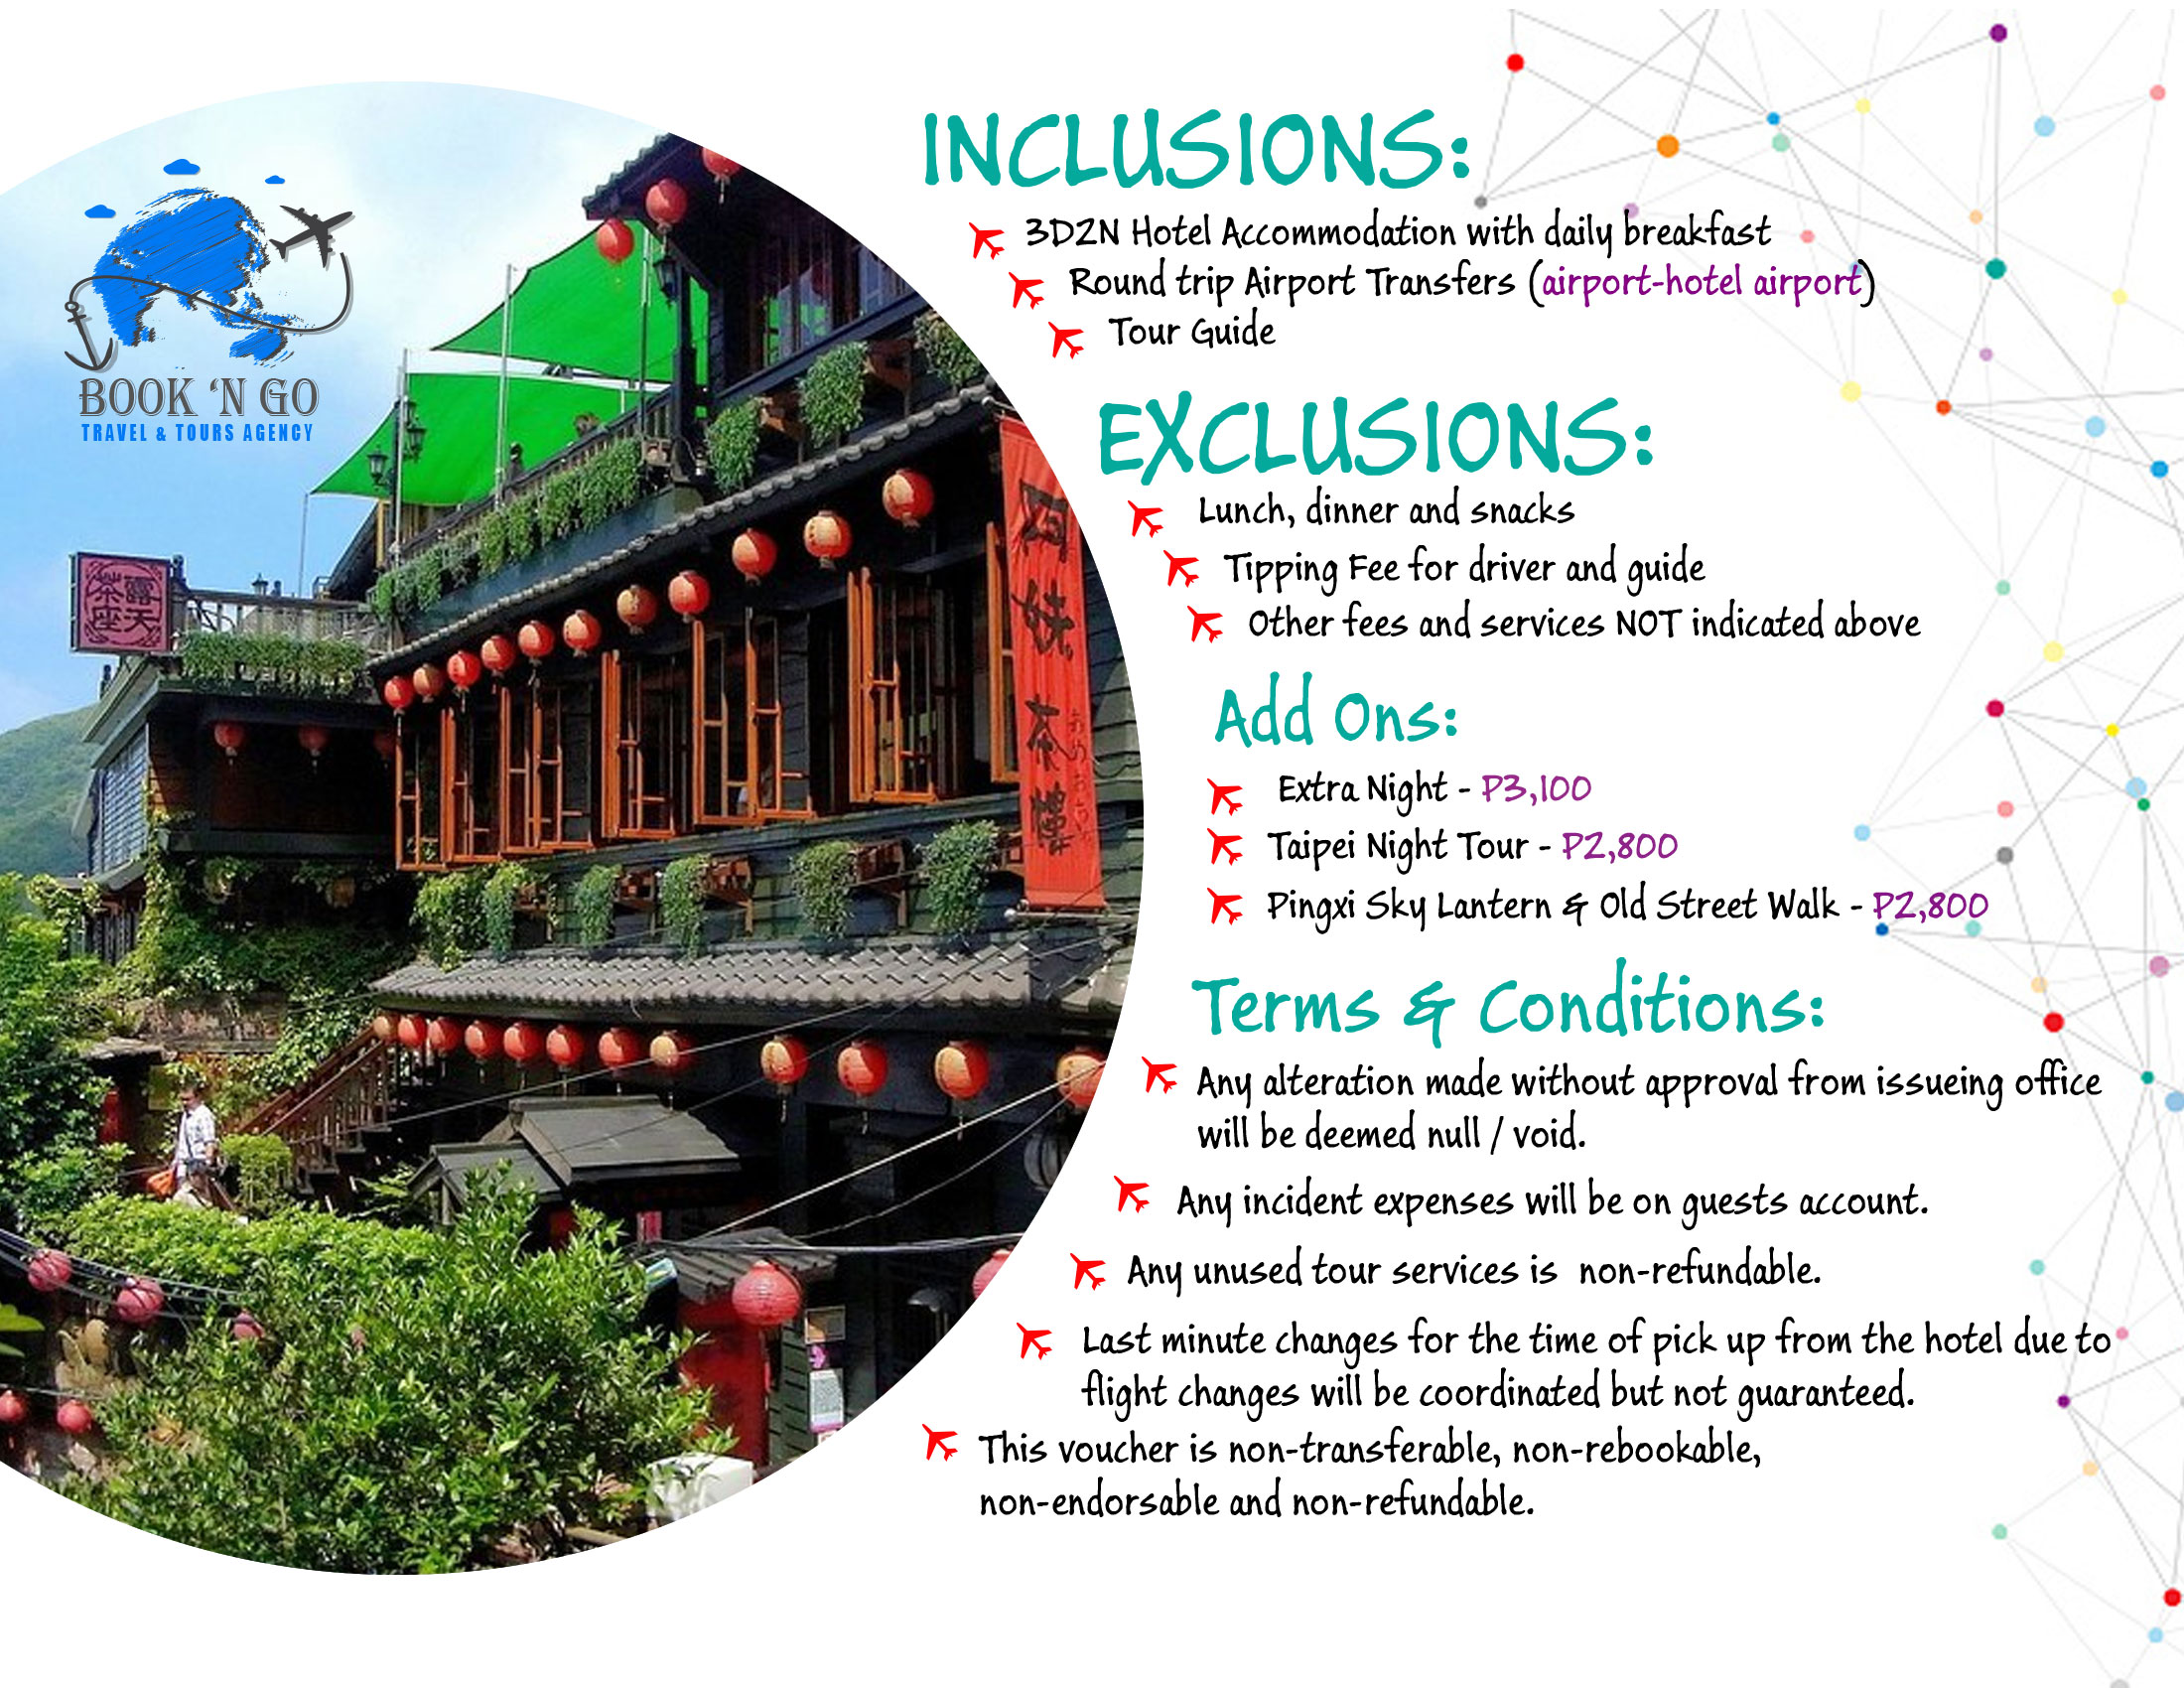 BOOK 'N GO
TRAVEL & TOURS AGENCY
露天
茶座
阿妹茶樓
INCLUSIONS:
3D2N Hotel Accommodation with daily breakfast
Round trip Airport Transfers (airport-hotel airport)
Tour Guide
EXCLUSIONS:
Lunch, dinner and snacks
Tipping Fee for driver and guide
Other fees and services NOT indicated above
Add Ons:
Extra Night - P3,100
Taipei Night Tour - P2,800
Pingxi Sky Lantern & Old Street Walk - P2,800
Terms & Conditions:
Any alteration made without approval from issueing office
will be deemed null / void.
Any incident expenses will be on guests account.
Any unused tour services is non-refundable.
Last minute changes for the time of pick up from the hotel due to
flight changes will be coordinated but not guaranteed.
This voucher is non-transferable, non-rebookable,
non-endorsable and non-refundable.